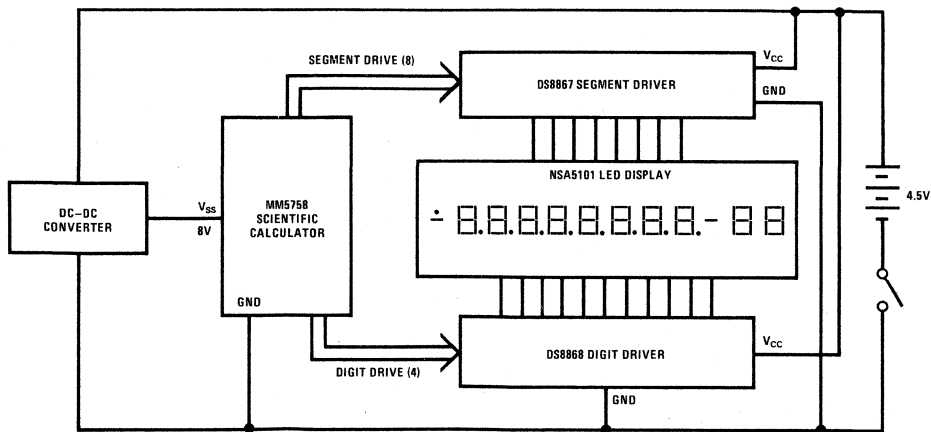 SEGMENT DRIVE (8)
DS8867 SEGMENT DRIVER
VCC
GND
NSA5101 LED DISPLAY
DC–DC
CONVERTER
VSS
8V
MM5758
SCIENTIFIC
CALCULATOR
GND
4.5V
DIGIT DRIVE (4)
DS8868 DIGIT DRIVER
VCC
GND